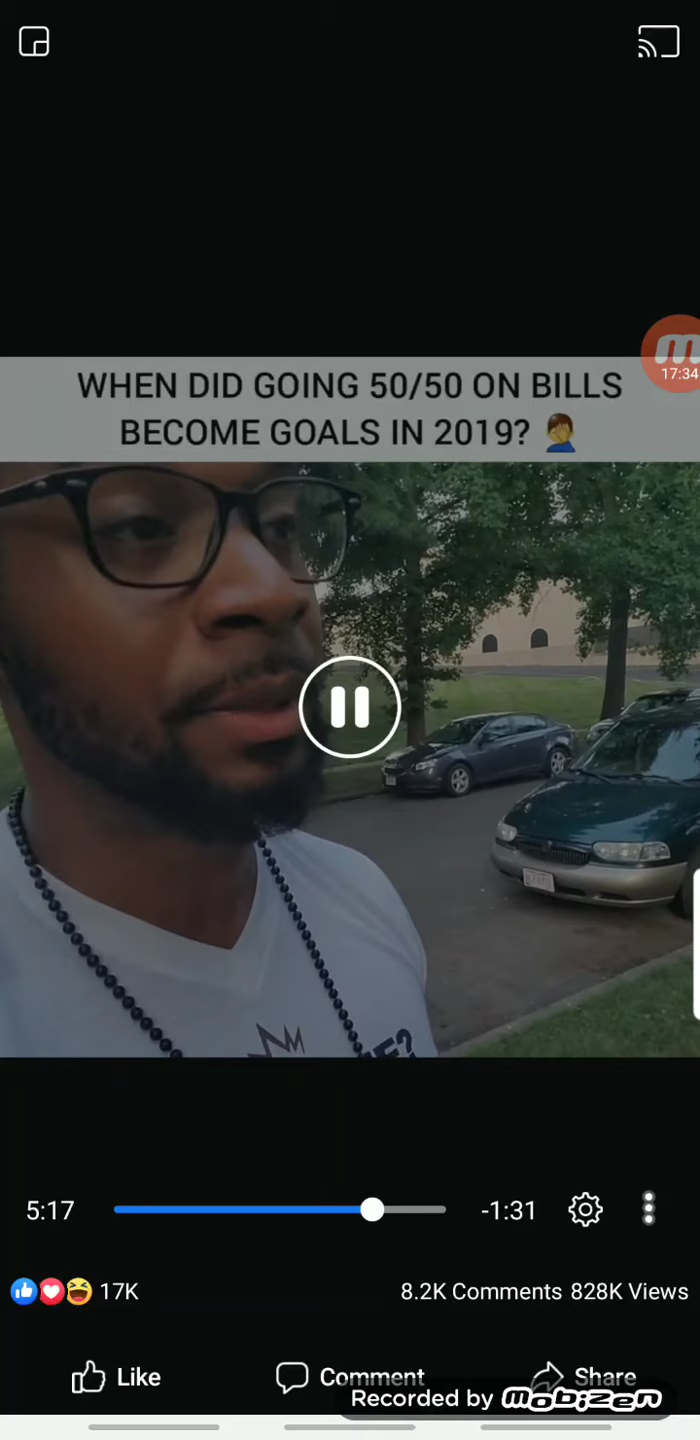 17:34
WHEN DID GOING 50/50 ON BILLS
BECOME GOALS IN 2019? 🤦‍♂️
E?
5:17
-1:31
17K
8.2K Comments 828K Views
Like
Comment
Share
Recorded by mobizen